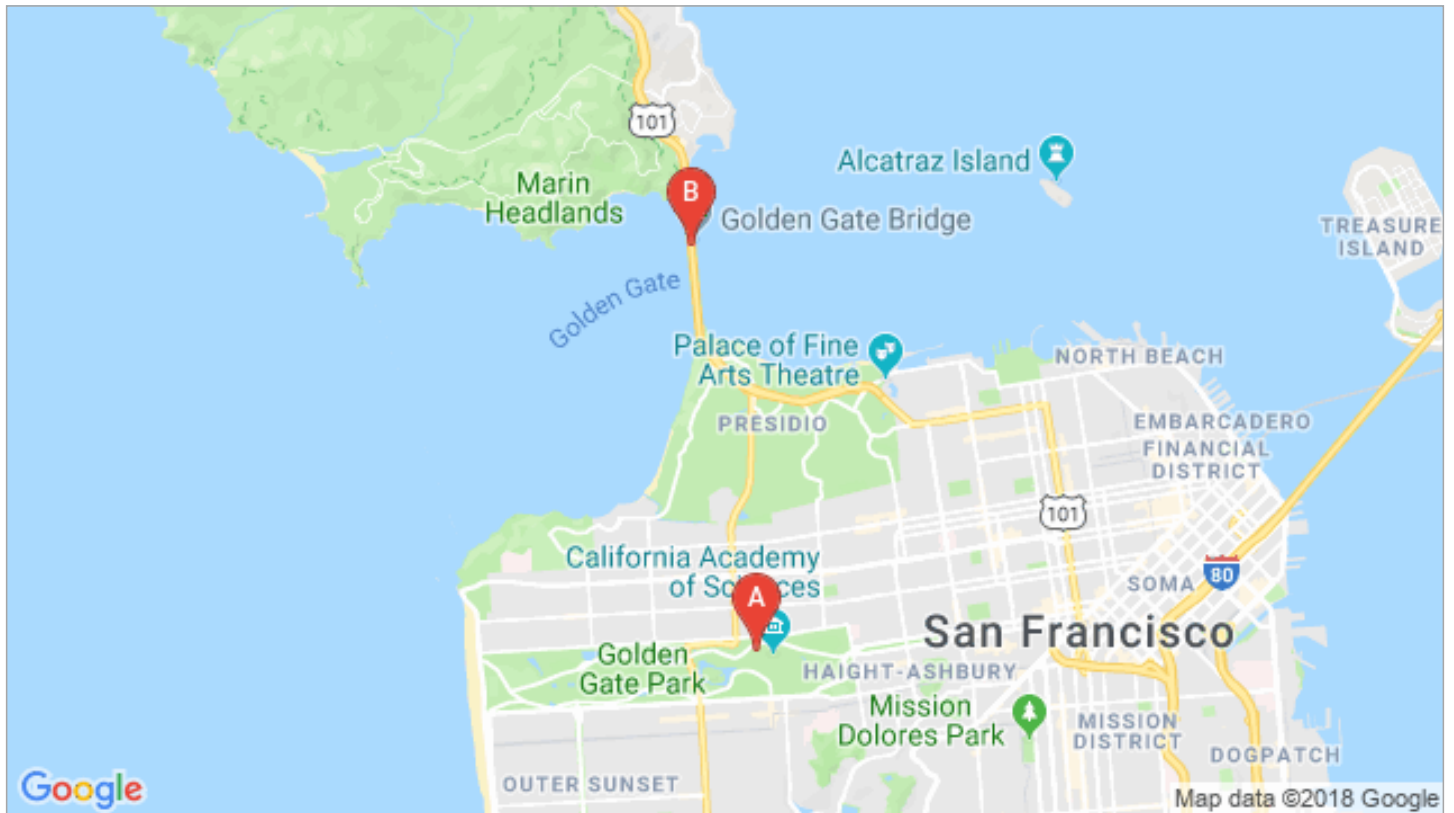 101
Alcatraz Island
B
Marin
Headlands
Golden Gate Bridge
TREASURE
ISLAND
Golden Gate
Palace of Fine
Arts Theatre
NORTH BEACH
PRESIDIO
EMBARCADERO
FINANCIAL
DISTRICT
101
California Academy
of Sciences
80
SOMA
A
San Francisco
Golden
Gate Park
HAIGHT-ASHBURY
Mission
Dolores Park
MISSION
DISTRICT
DOGPATCH
OUTER SUNSET
Google
Map data ©2018 Google